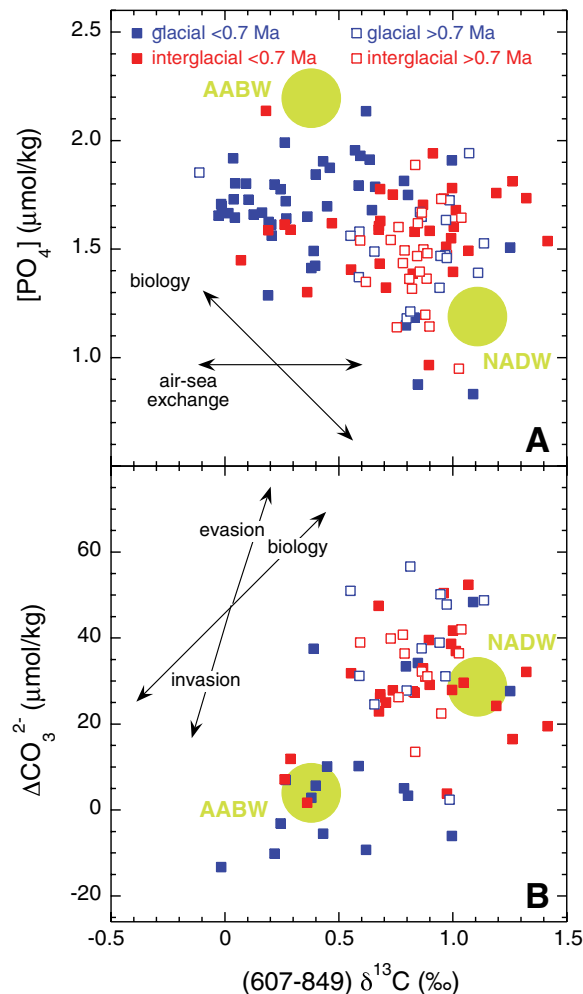 glacial <0.7 Ma
glacial >0.7 Ma
interglacial <0.7 Ma
interglacial >0.7 Ma
AABW
2.5
2.0
1.5
1.0
[PO4] (µmol/kg)
biology
air-sea
exchange
NADW
A
60
40
20
0
-20
ΔCO3 2- (µmol/kg)
evasion
biology
invasion
NADW
AABW
B
-0.5
0
0.5
1.0
1.5
(607-849) δ13C (‰)